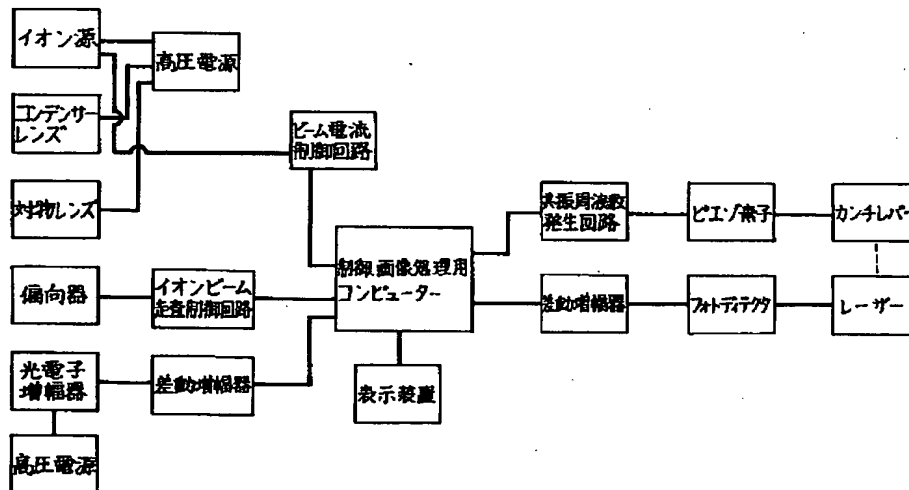 イオン源
高圧電源
コンデンサー
レンズ
ビーム電流
制御回路
対物レンズ
共振周波数
発生回路
ピエゾ素子
カンチレバー
制御画像処理用
コンピューター
偏向器
イオンビーム
走査制御回路
差動増幅器
フォトディテクタ
レーザー
光電子
増幅器
差動増幅器
表示装置
高圧電源